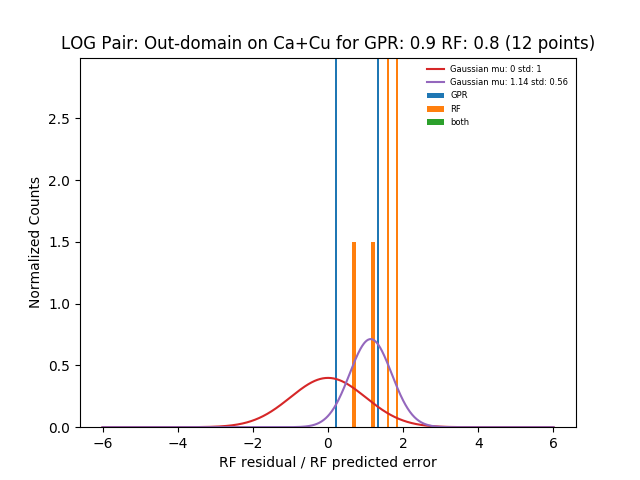 LOG Pair: Out-domain on Ca+Cu for GPR: 0.9 RF: 0.8 (12 points)
Gaussian mu: 0 std: 1
Gaussian mu: 1.14 std: 0.56
GPR
RF
both
Normalized Counts
2.5
2.0
1.5
1.0
0.5
0.0
−6
−4
−2
0
2
4
6
RF residual / RF predicted error